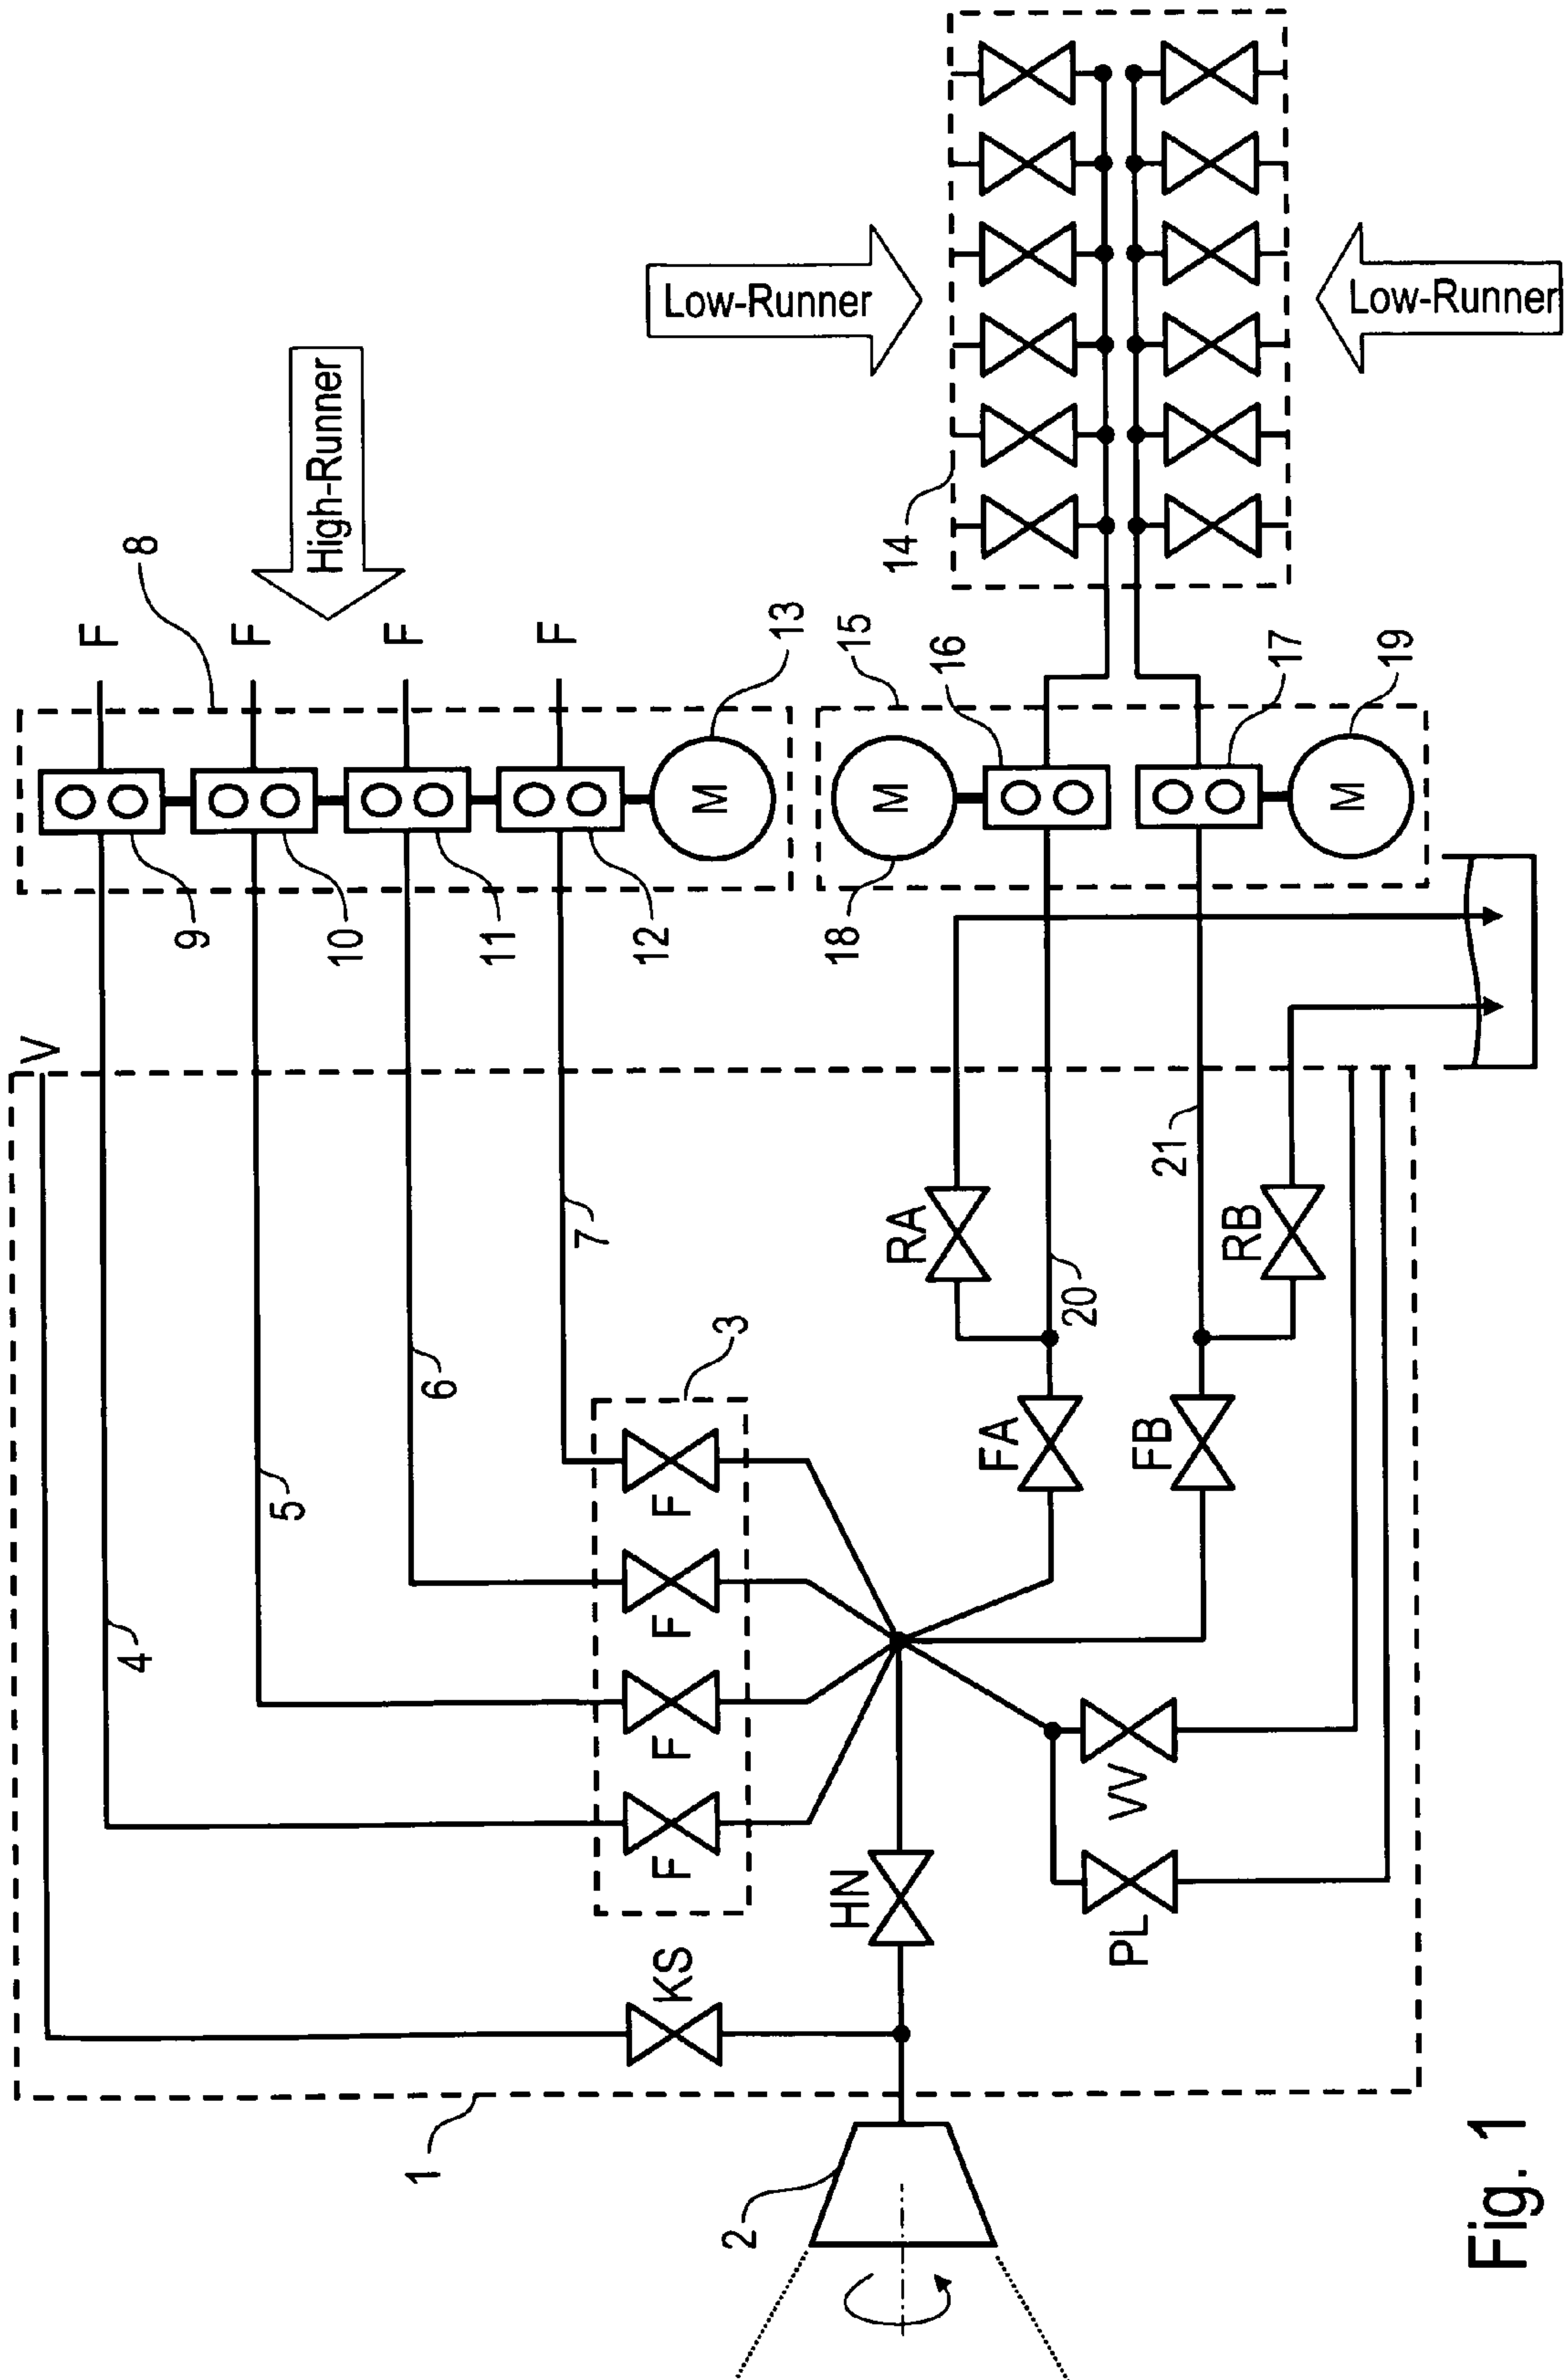 V
F
F
F
F
8
High-Runner
9
10
11
12
13
M
4
5
6
7
3
F
F
F
F
KS
HN
1
2
PL
VV
FA
FB
RA
RB
20
21
18
M
15
16
17
19
M
14
Low-Runner
Low-Runner
Fig. 1